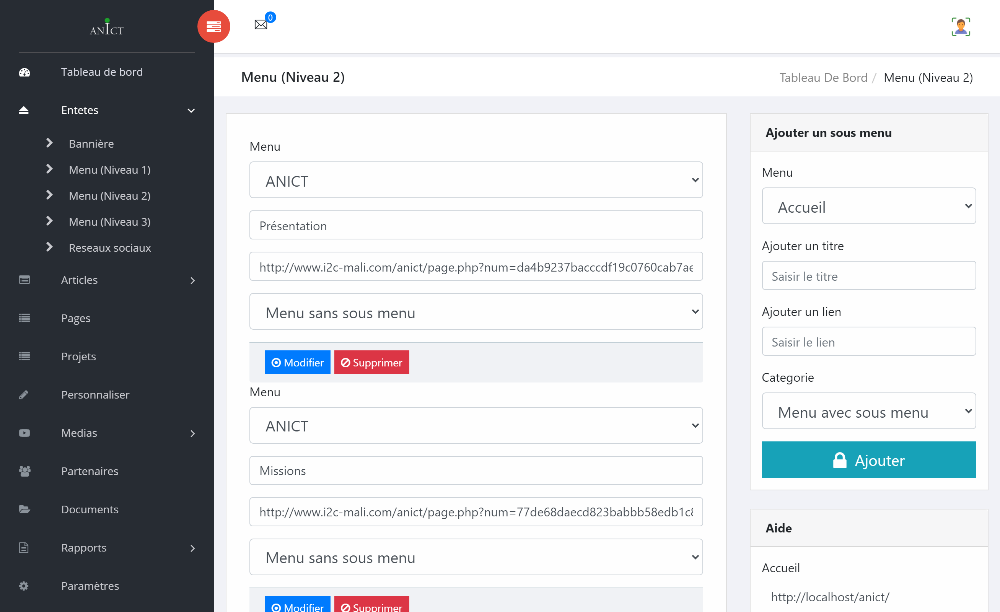 ANICT
Tableau de bord
Entetes
Bannière
Menu (Niveau 1)
Menu (Niveau 2)
Menu (Niveau 3)
Reseaux sociaux
Articles
Pages
Projets
Personnaliser
Medias
Partenaires
Documents
Rapports
Paramètres
0
Menu (Niveau 2)
Tableau De Bord / Menu (Niveau 2)
Menu
ANICT
Présentation
http://www.i2c-mali.com/anict/page.php?num=da4b9237bacccdf19c0760cab7ae
Menu sans sous menu
Modifier
Supprimer
Menu
ANICT
Missions
http://www.i2c-mali.com/anict/page.php?num=77de68daecd823babbb58edb1c8
Menu sans sous menu
Modifier
Supprimer
Ajouter un sous menu
Menu
Accueil
Ajouter un titre
Saisir le titre
Ajouter un lien
Saisir le lien
Categorie
Menu avec sous menu
Ajouter
Aide
Accueil
http://localhost/anict/